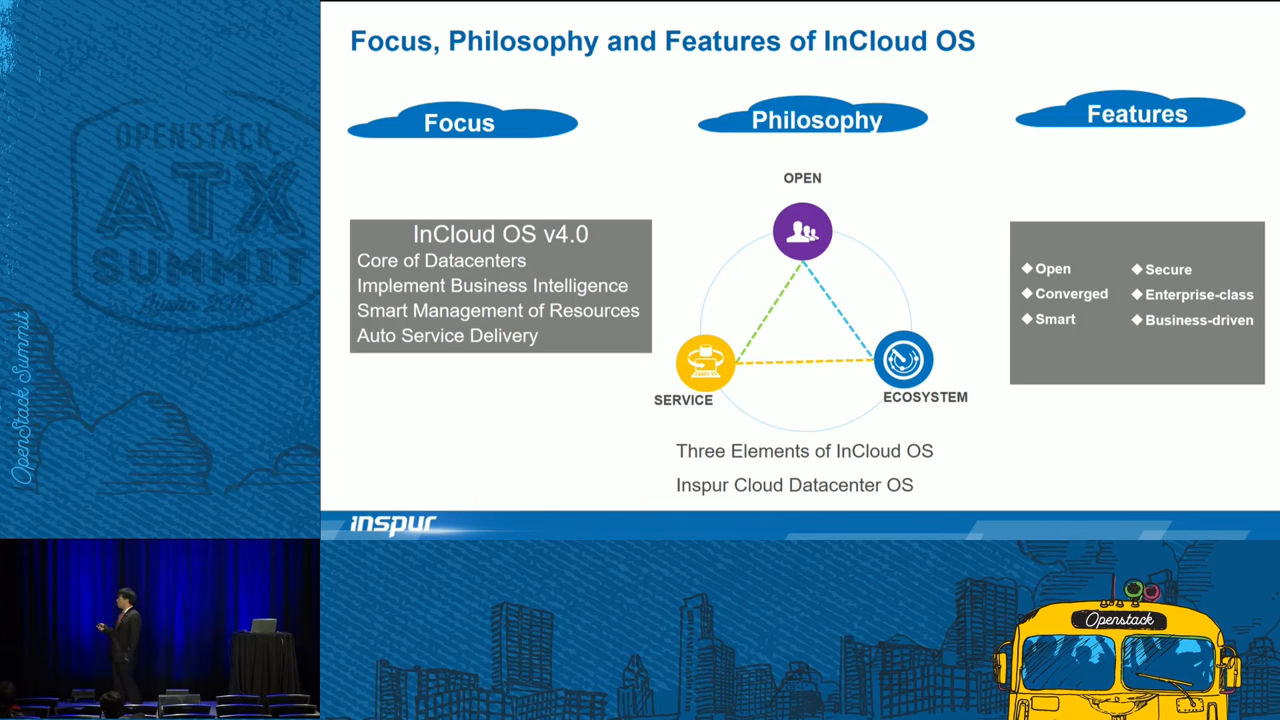 Focus, Philosophy and Features of InCloud OS
Focus
Philosophy
Features
InCloud OS v4.0
Core of Datacenters
Implement Business Intelligence
Smart Management of Resources
Auto Service Delivery
OPEN
SERVICE
ECOSYSTEM
Three Elements of InCloud OS
Inspur Cloud Datacenter OS
◆Open
◆Converged
◆Smart
◆Secure
◆Enterprise-class
◆Business-driven
inspur
OPENSTACK
ATX
SUMMIT
OpenStack Summit
Openstack